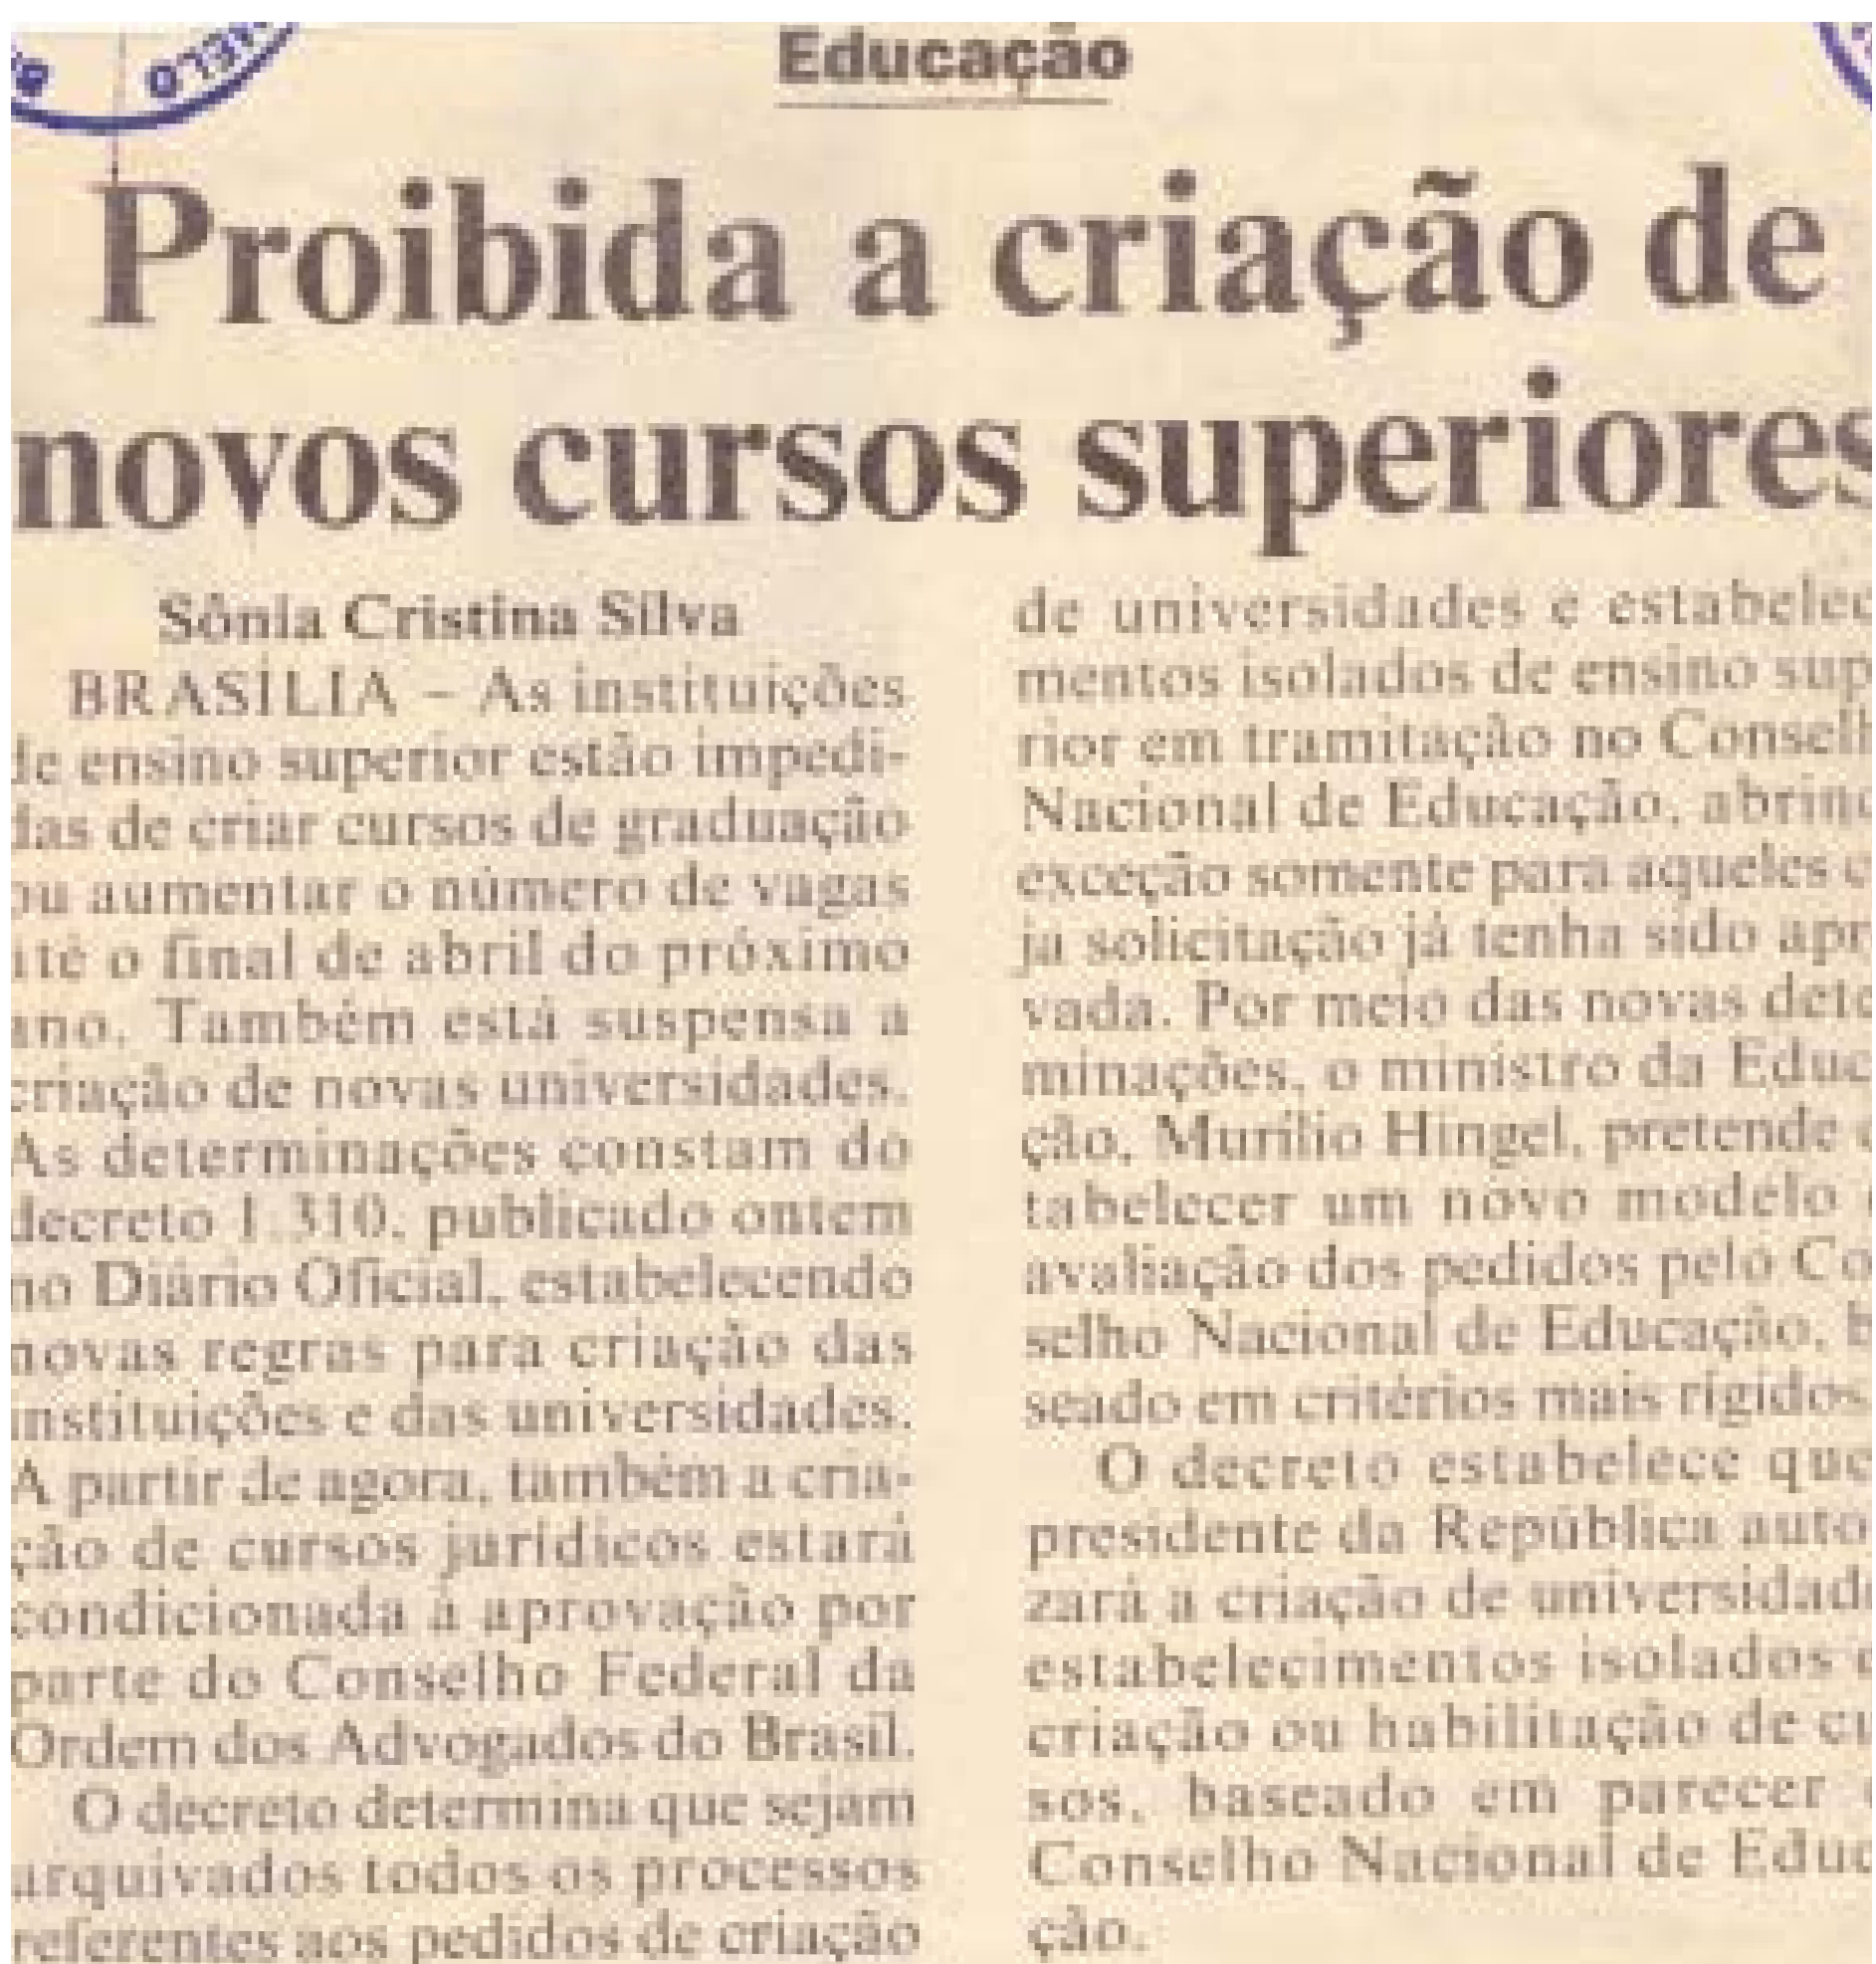 Educação
Proibida a criação de
novos cursos superiores
Sônia Cristina Silva
BRASÍLIA – As instituições
de ensino superior estão impedi-
das de criar cursos de graduação
ou aumentar o número de vagas
até o final de abril do próximo
ano. Também está suspensa a
criação de novas universidades.
As determinações constam do
decreto 1.310, publicado ontem
no Diário Oficial, estabelecendo
novas regras para criação das
instituições e das universidades.
A partir de agora, também a cria-
ção de cursos jurídicos estará
condicionada à aprovação por
parte do Conselho Federal da
Ordem dos Advogados do Brasil.
O decreto determina que sejam
arquivados todos os processos
referentes aos pedidos de criação
de universidades e estabelec
mentos isolados de ensino sup
rior em tramitação no Conselh
Nacional de Educação, abrind
exceção somente para aqueles c
ja solicitação já tenha sido apr
vada. Por meio das novas dete
minações, o ministro da Educ
ção, Murílio Hingel, pretende
tabelecer um novo modelo
avaliação dos pedidos pelo Co
selho Nacional de Educação, b
seado em critérios mais rígidos.
O decreto estabelece que
presidente da República auto
zará a criação de universidad
estabelecimentos isolados
criação ou habilitação de cu
sos, baseado em parecer
Conselho Nacional de Educ
ção.